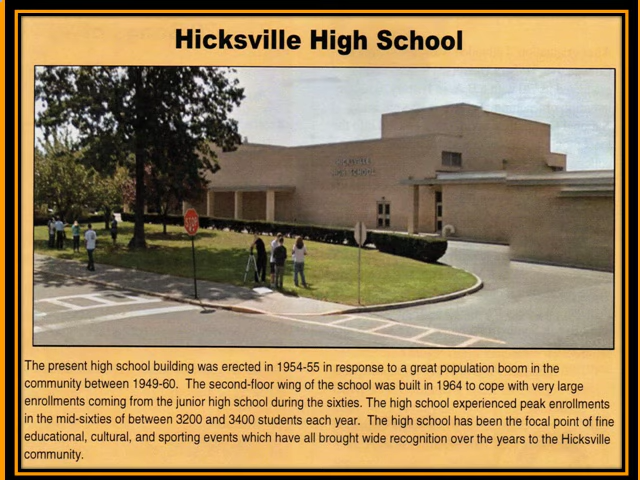 Hicksville High School
HICKSVILLE
HIGH SCHOOL
STOP
The present high school building was erected in 1954-55 in response to a great population boom in the
community between 1949-60.  The second-floor wing of the school was built in 1964 to cope with very large
enrollments coming from the junior high school during the sixties. The high school experienced peak enrollments
in the mid-sixties of between 3200 and 3400 students each year.  The high school has been the focal point of fine
educational, cultural, and sporting events which have all brought wide recognition over the years to the Hicksville
community.